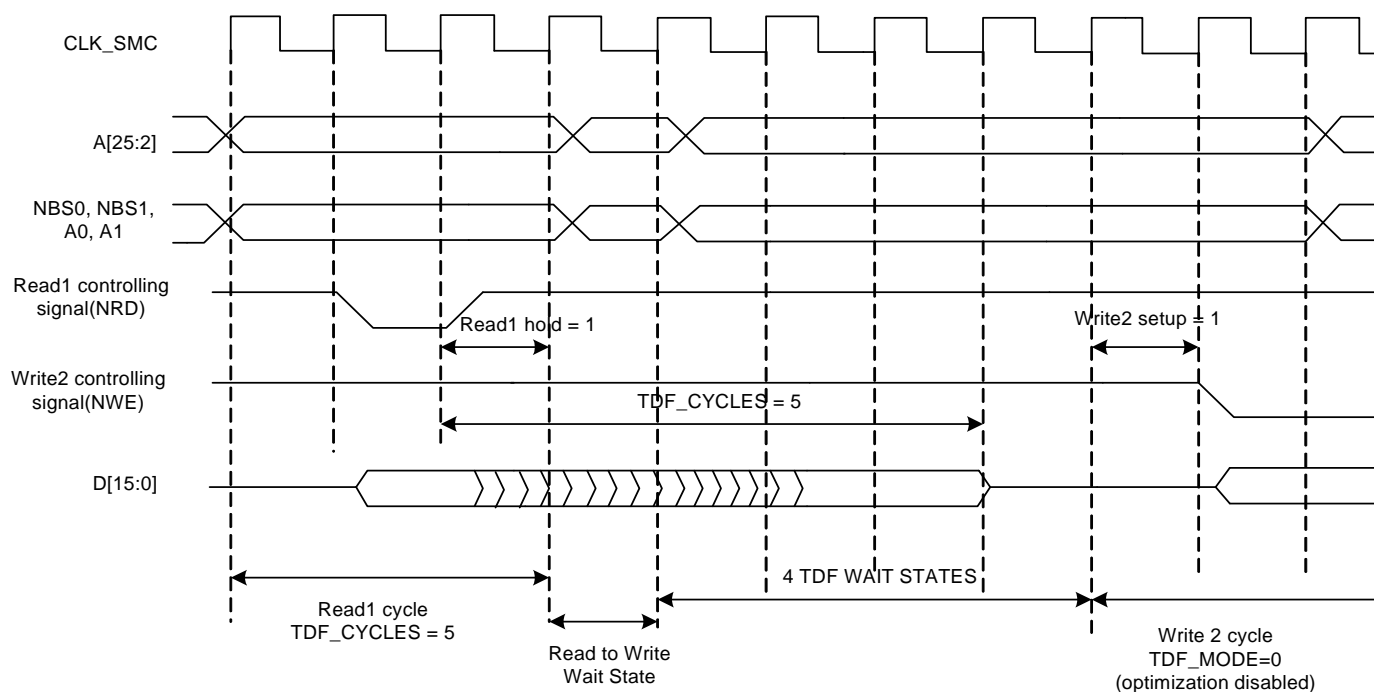 CLK_SMC
A[25:2]
NBS0, NBS1,
A0, A1
Read1 controlling
signal(NRD)
Read1 hold = 1
Write2 setup = 1
Write2 controlling
signal(NWE)
TDF_CYCLES = 5
D[15:0]
4 TDF WAIT STATES
Read1 cycle
TDF_CYCLES = 5
Read to Write
Wait State
Write 2 cycle
TDF_MODE=0
(optimization disabled)